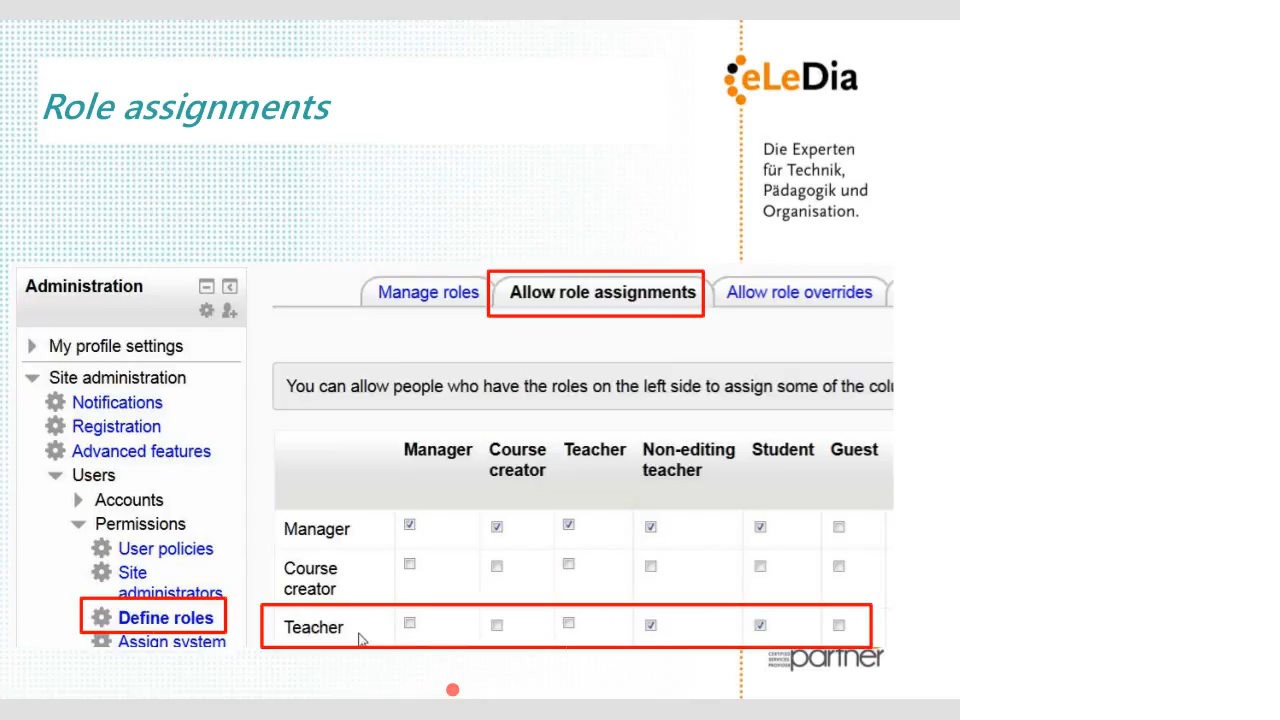 Role assignments
eLeDia
Die Experten
für Technik,
Pädagogik und
Organisation.
Administration
My profile settings
Site administration
Notifications
Registration
Advanced features
Users
Accounts
Permissions
User policies
Site
administrators
Define roles
Assign system
Manage roles
Allow role assignments
Allow role overrides
You can allow people who have the roles on the left side to assign some of the colu
Manager Course creator Teacher Non-editing teacher Student Guest
Manager
Course
creator
Teacher
partner